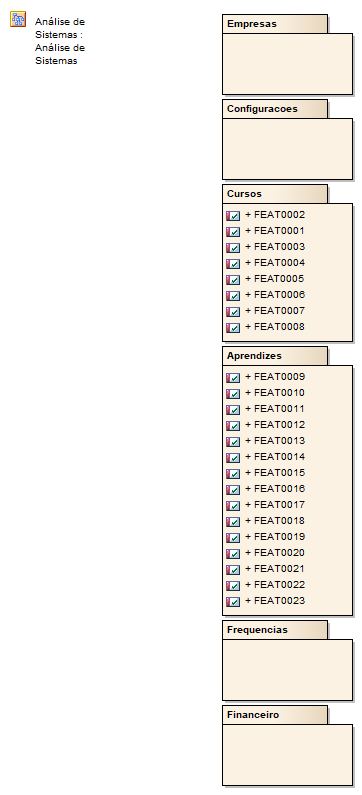 Análise de
Sistemas :
Análise de
Sistemas
Empresas
Configuracoes
Cursos
+ FEAT0002
+ FEAT0001
+ FEAT0003
+ FEAT0004
+ FEAT0005
+ FEAT0006
+ FEAT0007
+ FEAT0008
Aprendizes
+ FEAT0009
+ FEAT0010
+ FEAT0011
+ FEAT0012
+ FEAT0013
+ FEAT0014
+ FEAT0015
+ FEAT0016
+ FEAT0017
+ FEAT0018
+ FEAT0019
+ FEAT0020
+ FEAT0021
+ FEAT0022
+ FEAT0023
Frequencias
Financeiro